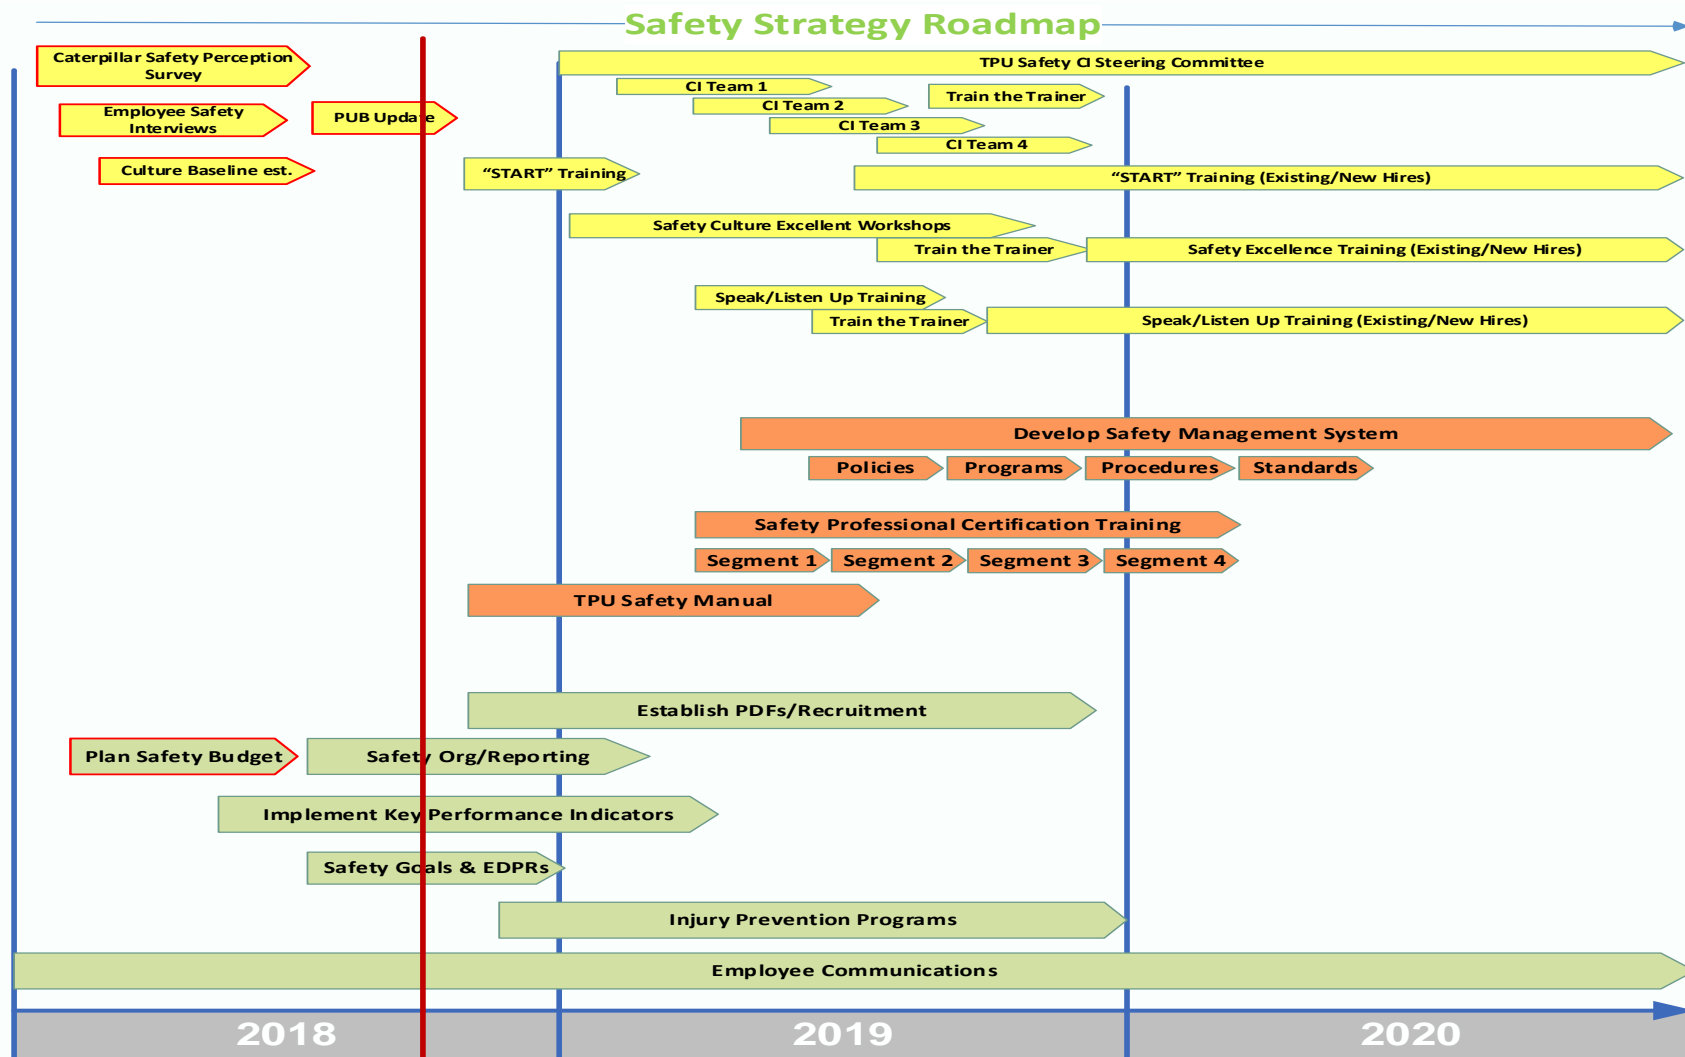 Safety Strategy Roadmap
Caterpillar Safety Perception
Survey
TPU Safety CI Steering Committee
CI Team 1
Train the Trainer
Employee Safety
Interviews
PUB Update
CI Team 2
CI Team 3
CI Team 4
Culture Baseline est.
“START” Training
“START” Training (Existing/New Hires)
Safety Culture Excellent Workshops
Train the Trainer
Safety Excellence Training (Existing/New Hires)
Speak/Listen Up Training
Train the Trainer
Speak/Listen Up Training (Existing/New Hires)
Develop Safety Management System
Policies
Programs
Procedures
Standards
Safety Professional Certification Training
Segment 1
Segment 2
Segment 3
Segment 4
TPU Safety Manual
Establish PDFs/Recruitment
Plan Safety Budget
Safety Org/Reporting
Implement Key Performance Indicators
Safety Goals & EDPRs
Injury Prevention Programs
Employee Communications
2018
2019
2020